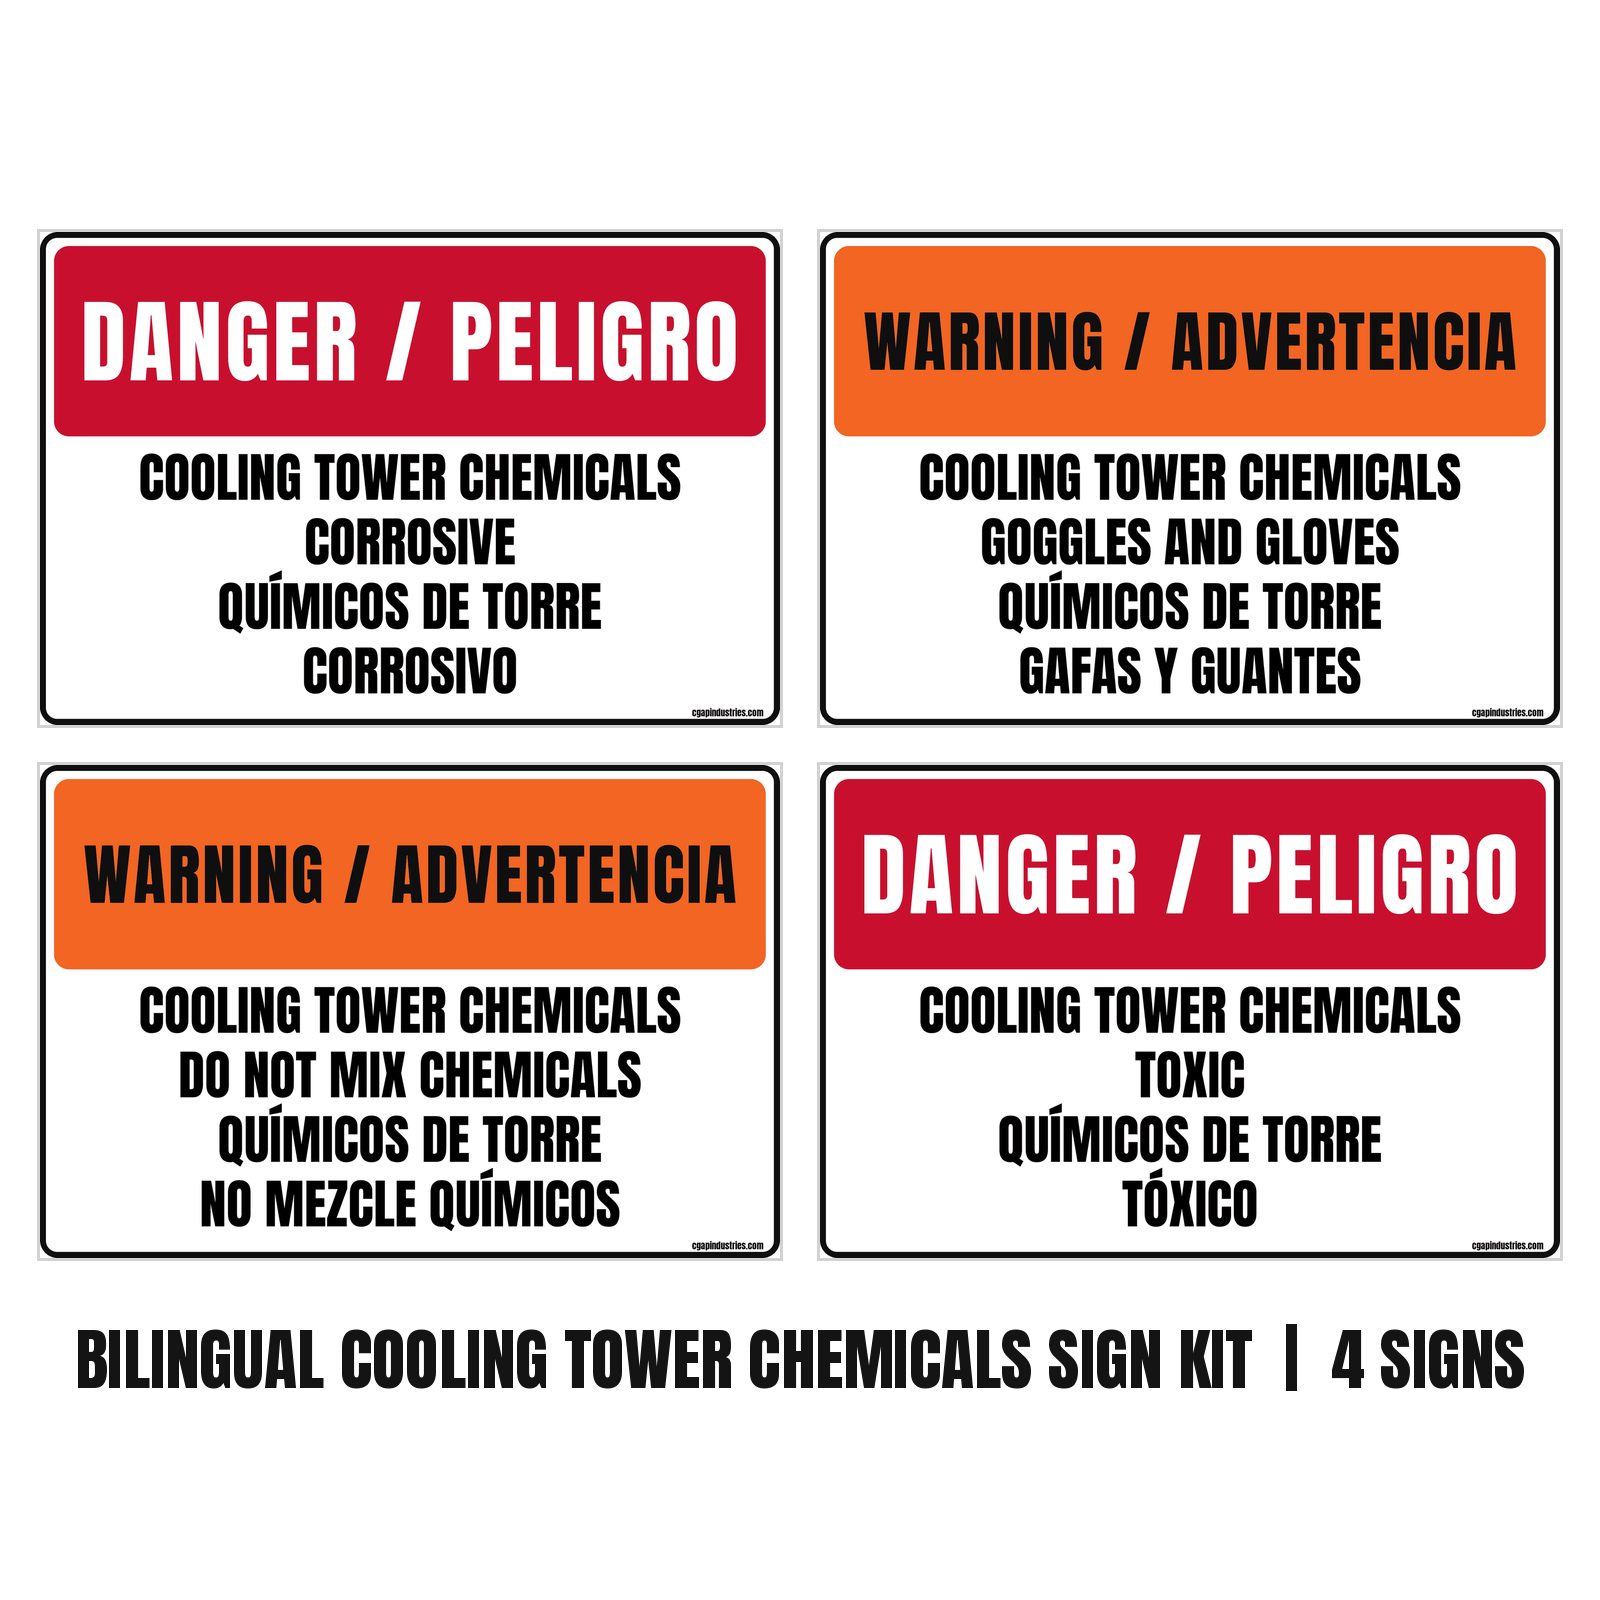 DANGER / PELIGRO
COOLING TOWER CHEMICALS
CORROSIVE
QUÍMICOS DE TORRE
CORROSIVO
cgapindustries.com
WARNING / ADVERTENCIA
COOLING TOWER CHEMICALS
GOGGLES AND GLOVES
QUÍMICOS DE TORRE
GAFAS Y GUANTES
cgapindustries.com
WARNING / ADVERTENCIA
COOLING TOWER CHEMICALS
DO NOT MIX CHEMICALS
QUÍMICOS DE TORRE
NO MEZCLE QUÍMICOS
cgapindustries.com
DANGER / PELIGRO
COOLING TOWER CHEMICALS
TOXIC
QUÍMICOS DE TORRE
TÓXICO
cgapindustries.com
BILINGUAL COOLING TOWER CHEMICALS SIGN KIT | 4 SIGNS